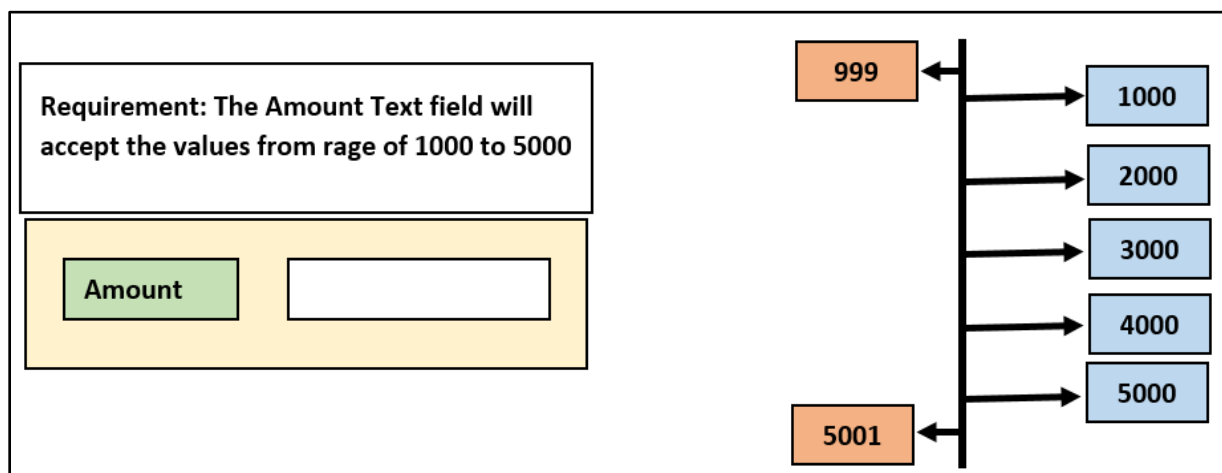 Requirement: The Amount Text field will
accept the values from rage of 1000 to 5000
Amount
999
1000
2000
3000
4000
5000
5001